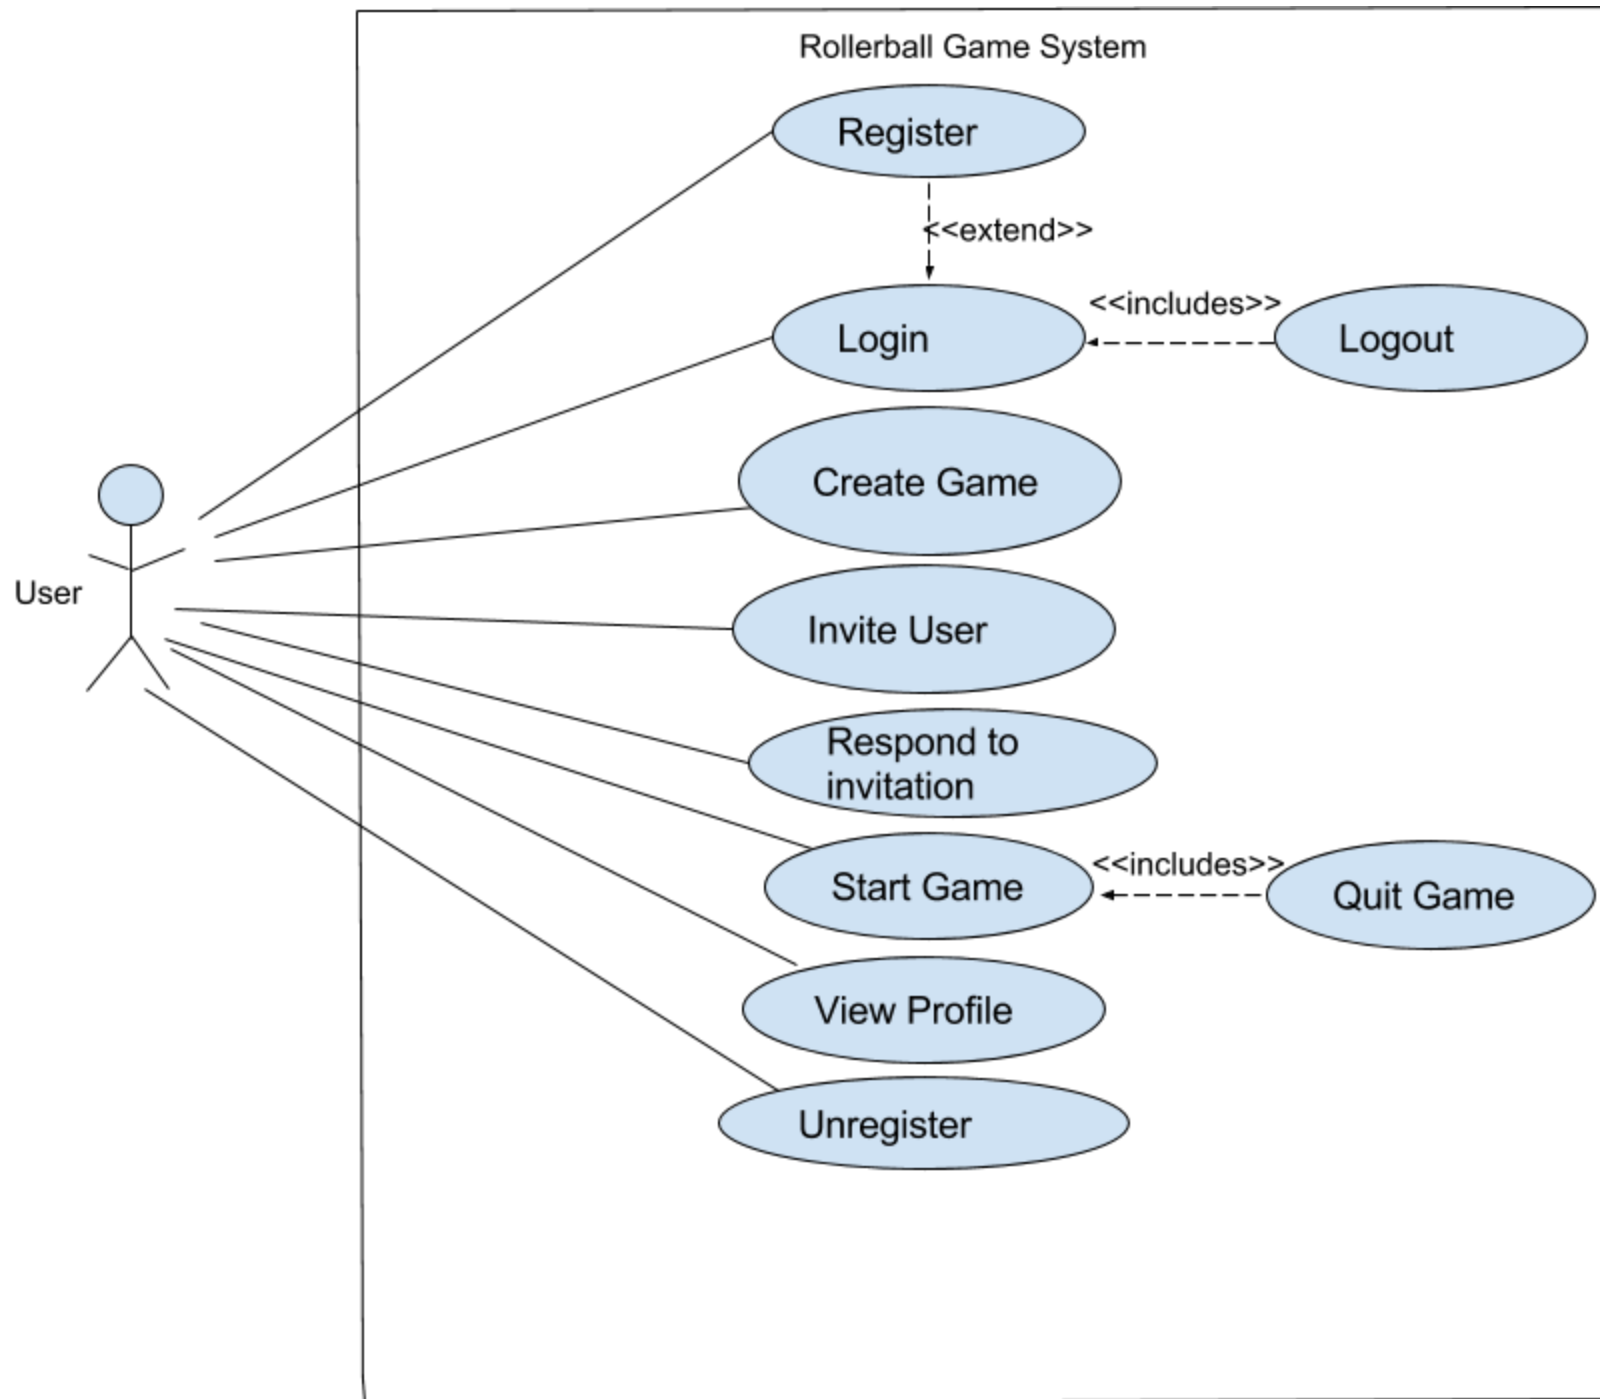 Rollerball Game System
Register
<<extend>>
<<includes>>
Login
Logout
Create Game
User
Invite User
Respond to
invitation
<<includes>>
Start Game
Quit Game
View Profile
Unregister